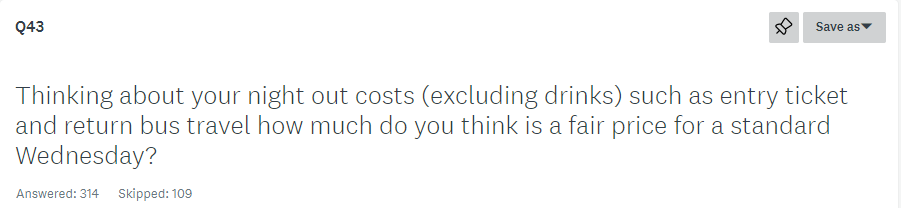 Q43
Save as
Thinking about your night out costs (excluding drinks) such as entry ticket
and return bus travel how much do you think is a fair price for a standard
Wednesday?
Answered: 314 Skipped: 109